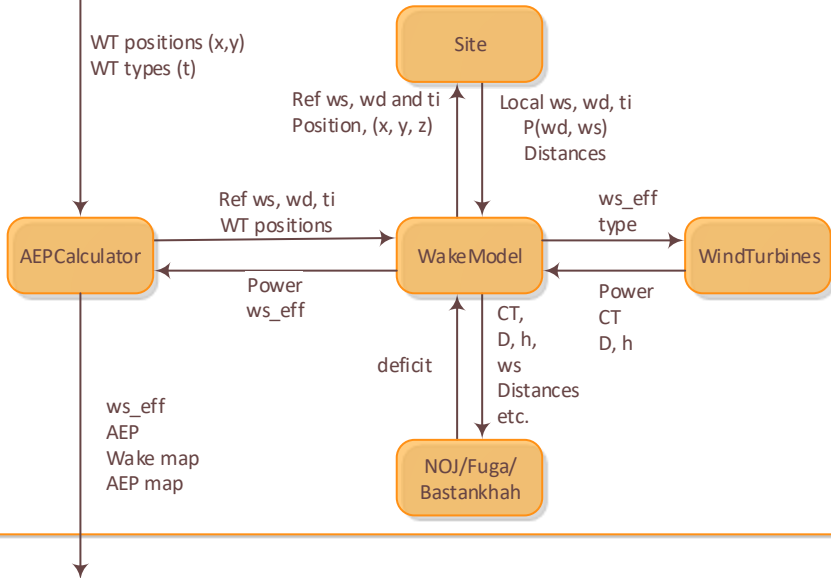 Site
WT positions (x,y)
WT types (t)
Ref ws, wd and ti
Position, (x, y, z)
Local ws, wd, ti
P(wd, ws)
Distances
Ref ws, wd, ti
WT positions
ws_eff
type
AEPCalculator
WakeModel
WindTurbines
Power
ws_eff
Power
CT
D, h
CT,
D, h,
ws
Distances
etc.
deficit
ws_eff
AEP
Wake map
AEP map
NOJ/Fuga/
Bastankhah